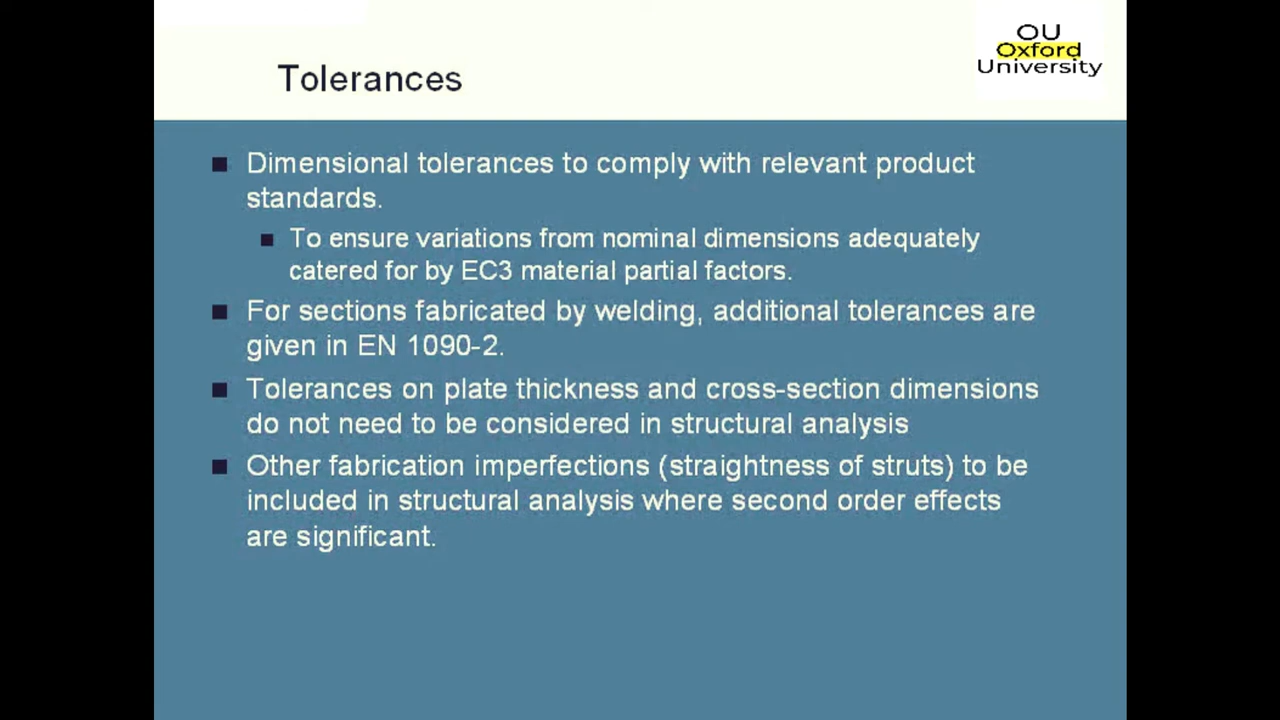 OU
Oxford
University
Tolerances
Dimensional tolerances to comply with relevant product
standards.
To ensure variations from nominal dimensions adequately
catered for by EC3 material partial factors.
For sections fabricated by welding, additional tolerances are
given in EN 1090-2.
Tolerances on plate thickness and cross-section dimensions
do not need to be considered in structural analysis
Other fabrication imperfections (straightness of struts) to be
included in structural analysis where second order effects
are significant.